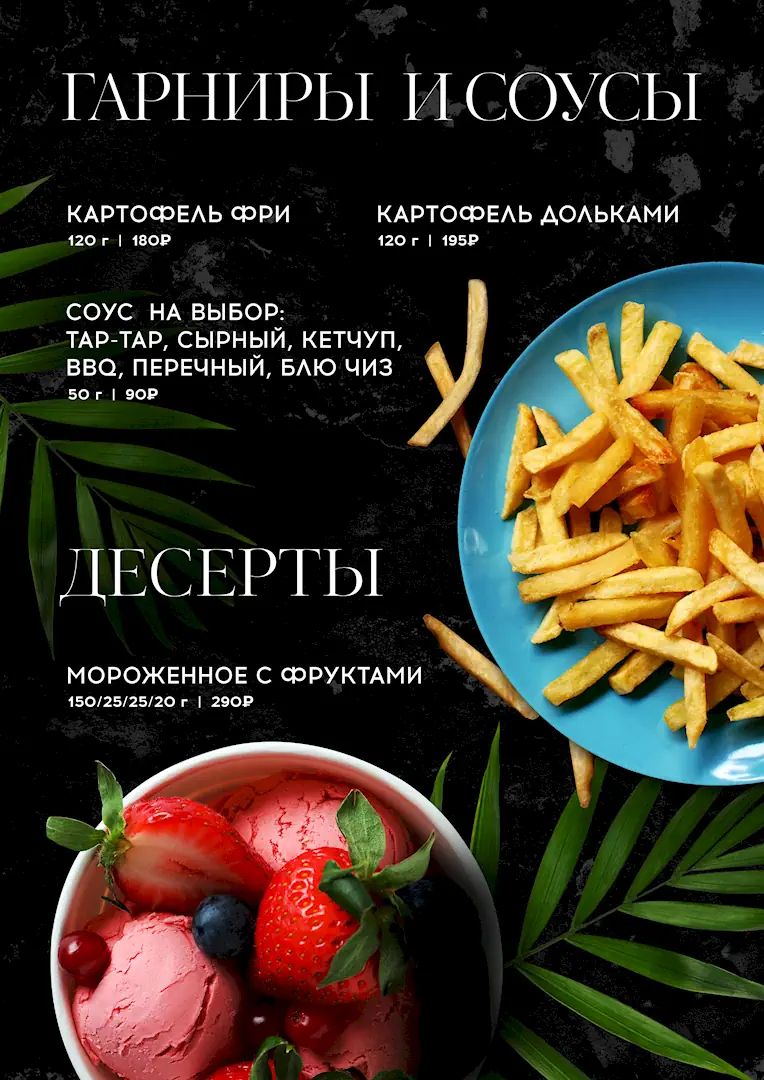 ГАРНИРЫ И СОУСЫ
КАРТОФЕЛЬ ФРИ
120 г | 180₽
КАРТОФЕЛЬ ДОЛЬКАМИ
120 г | 195₽
СОУС НА ВЫБОР:
ТАР-ТАР, СЫРНЫЙ, КЕТЧУП,
BBQ, ПЕРЕЧНЫЙ, БЛЮ ЧИЗ
50 г | 90₽
ДЕСЕРТЫ
МОРОЖЕННОЕ С ФРУКТАМИ
150/25/25/20 г | 290₽